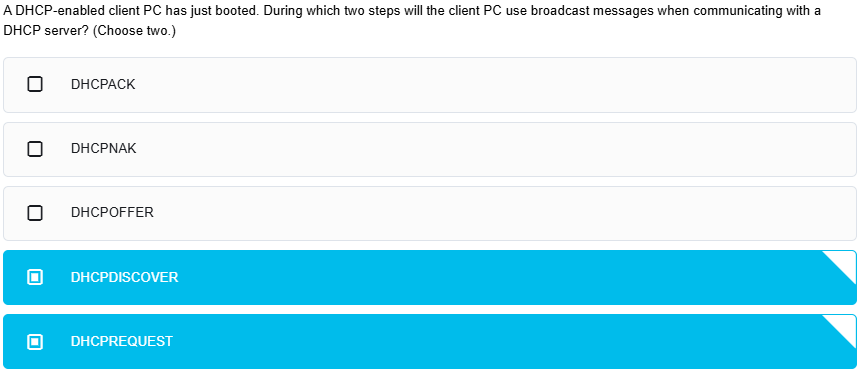 A DHCP-enabled client PC has just booted. During which two steps will the client PC use broadcast messages when communicating with a
DHCP server? (Choose two.)
DHCPACK
DHCPNAK
DHCPOFFER
DHCPDISCOVER
DHCPREQUEST